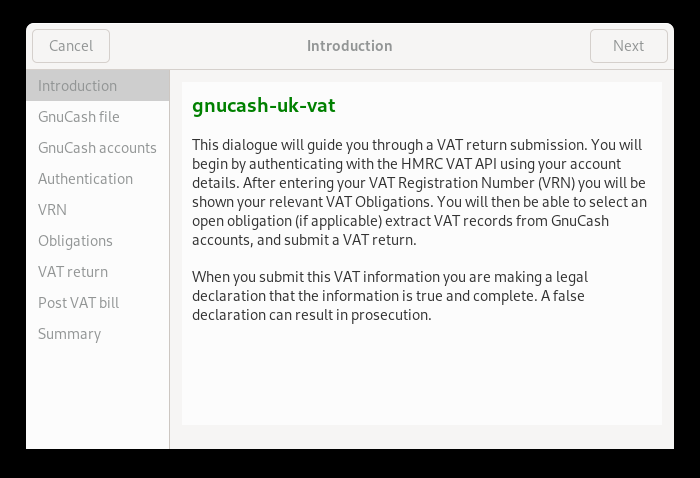 Cancel
Introduction
Next
Introduction
GnuCash file
GnuCash accounts
Authentication
VRN
Obligations
VAT return
Post VAT bill
Summary
gnucash-uk-vat
This dialogue will guide you through a VAT return submission. You will
begin by authenticating with the HMRC VAT API using your account
details. After entering your VAT Registration Number (VRN) you will be
shown your relevant VAT Obligations. You will then be able to select an
open obligation (if applicable) extract VAT records from GnuCash
accounts, and submit a VAT return.
When you submit this VAT information you are making a legal
declaration that the information is true and complete. A false
declaration can result in prosecution.